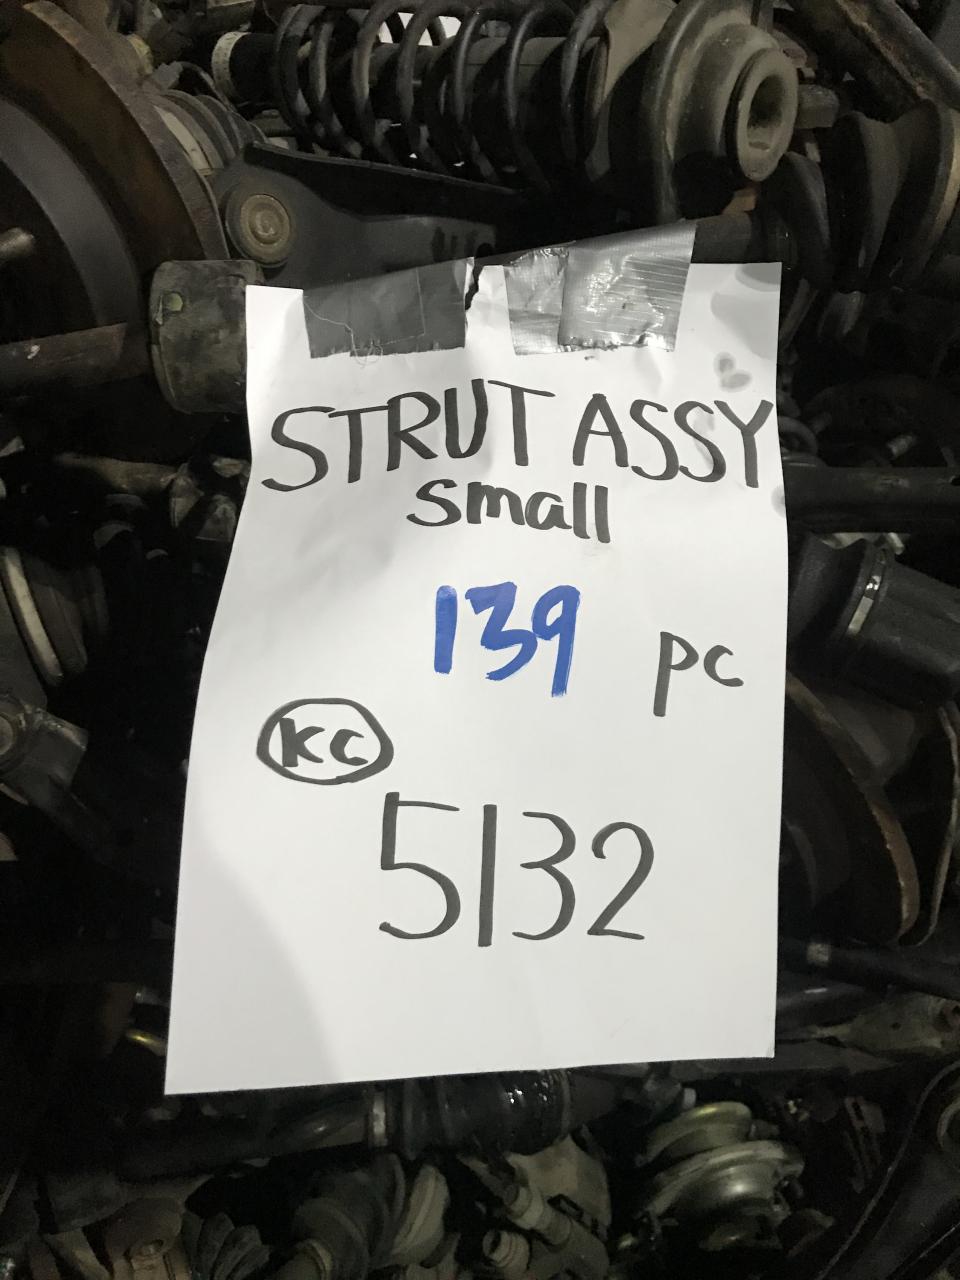 STRUT ASSY
small
139 pc
KC
5132